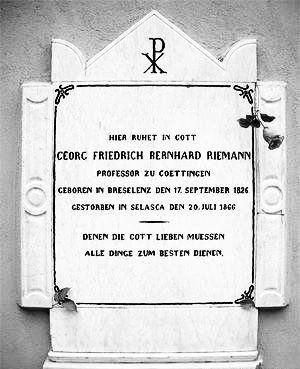 ☧
HIER RUHET IN GOTT
GEORG FRIEDRICH BERNHARD RIEMANN
PROFESSOR ZU GOETTINGEN
GEBOREN IN BRESELENZ DEN 17. SEPTEMBER 1826
GESTORBEN IN SELASCA DEN 20. JULI 1866
DENEN DIE GOTT LIEBEN MUESSEN
ALLE DINGE ZUM BESTEN DIENEN.